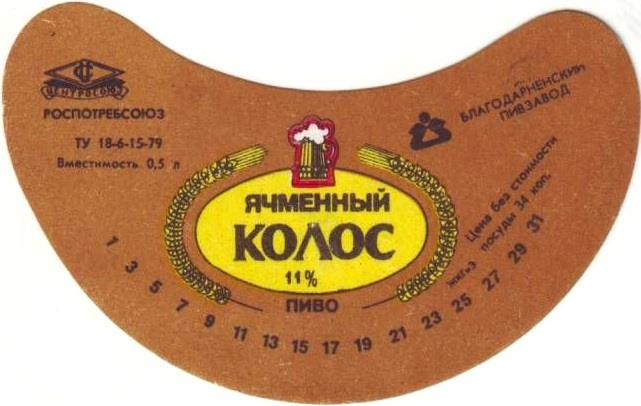 ЦЕНТРОСОЮЗ
РОСПОТРЕБСОЮЗ
ТУ 18-6-15-79
Вместимость 0,5 л
БЛАГОДАРНЕНСКИЙ
ПИВЗАВОД
ЯЧМЕННЫЙ
КОЛОС
11%
ПИВО
Цена без стоимости
посуды 34 коп.
1 3 5 7 9 11 13 15 17 19 21 23 25 27 29 31